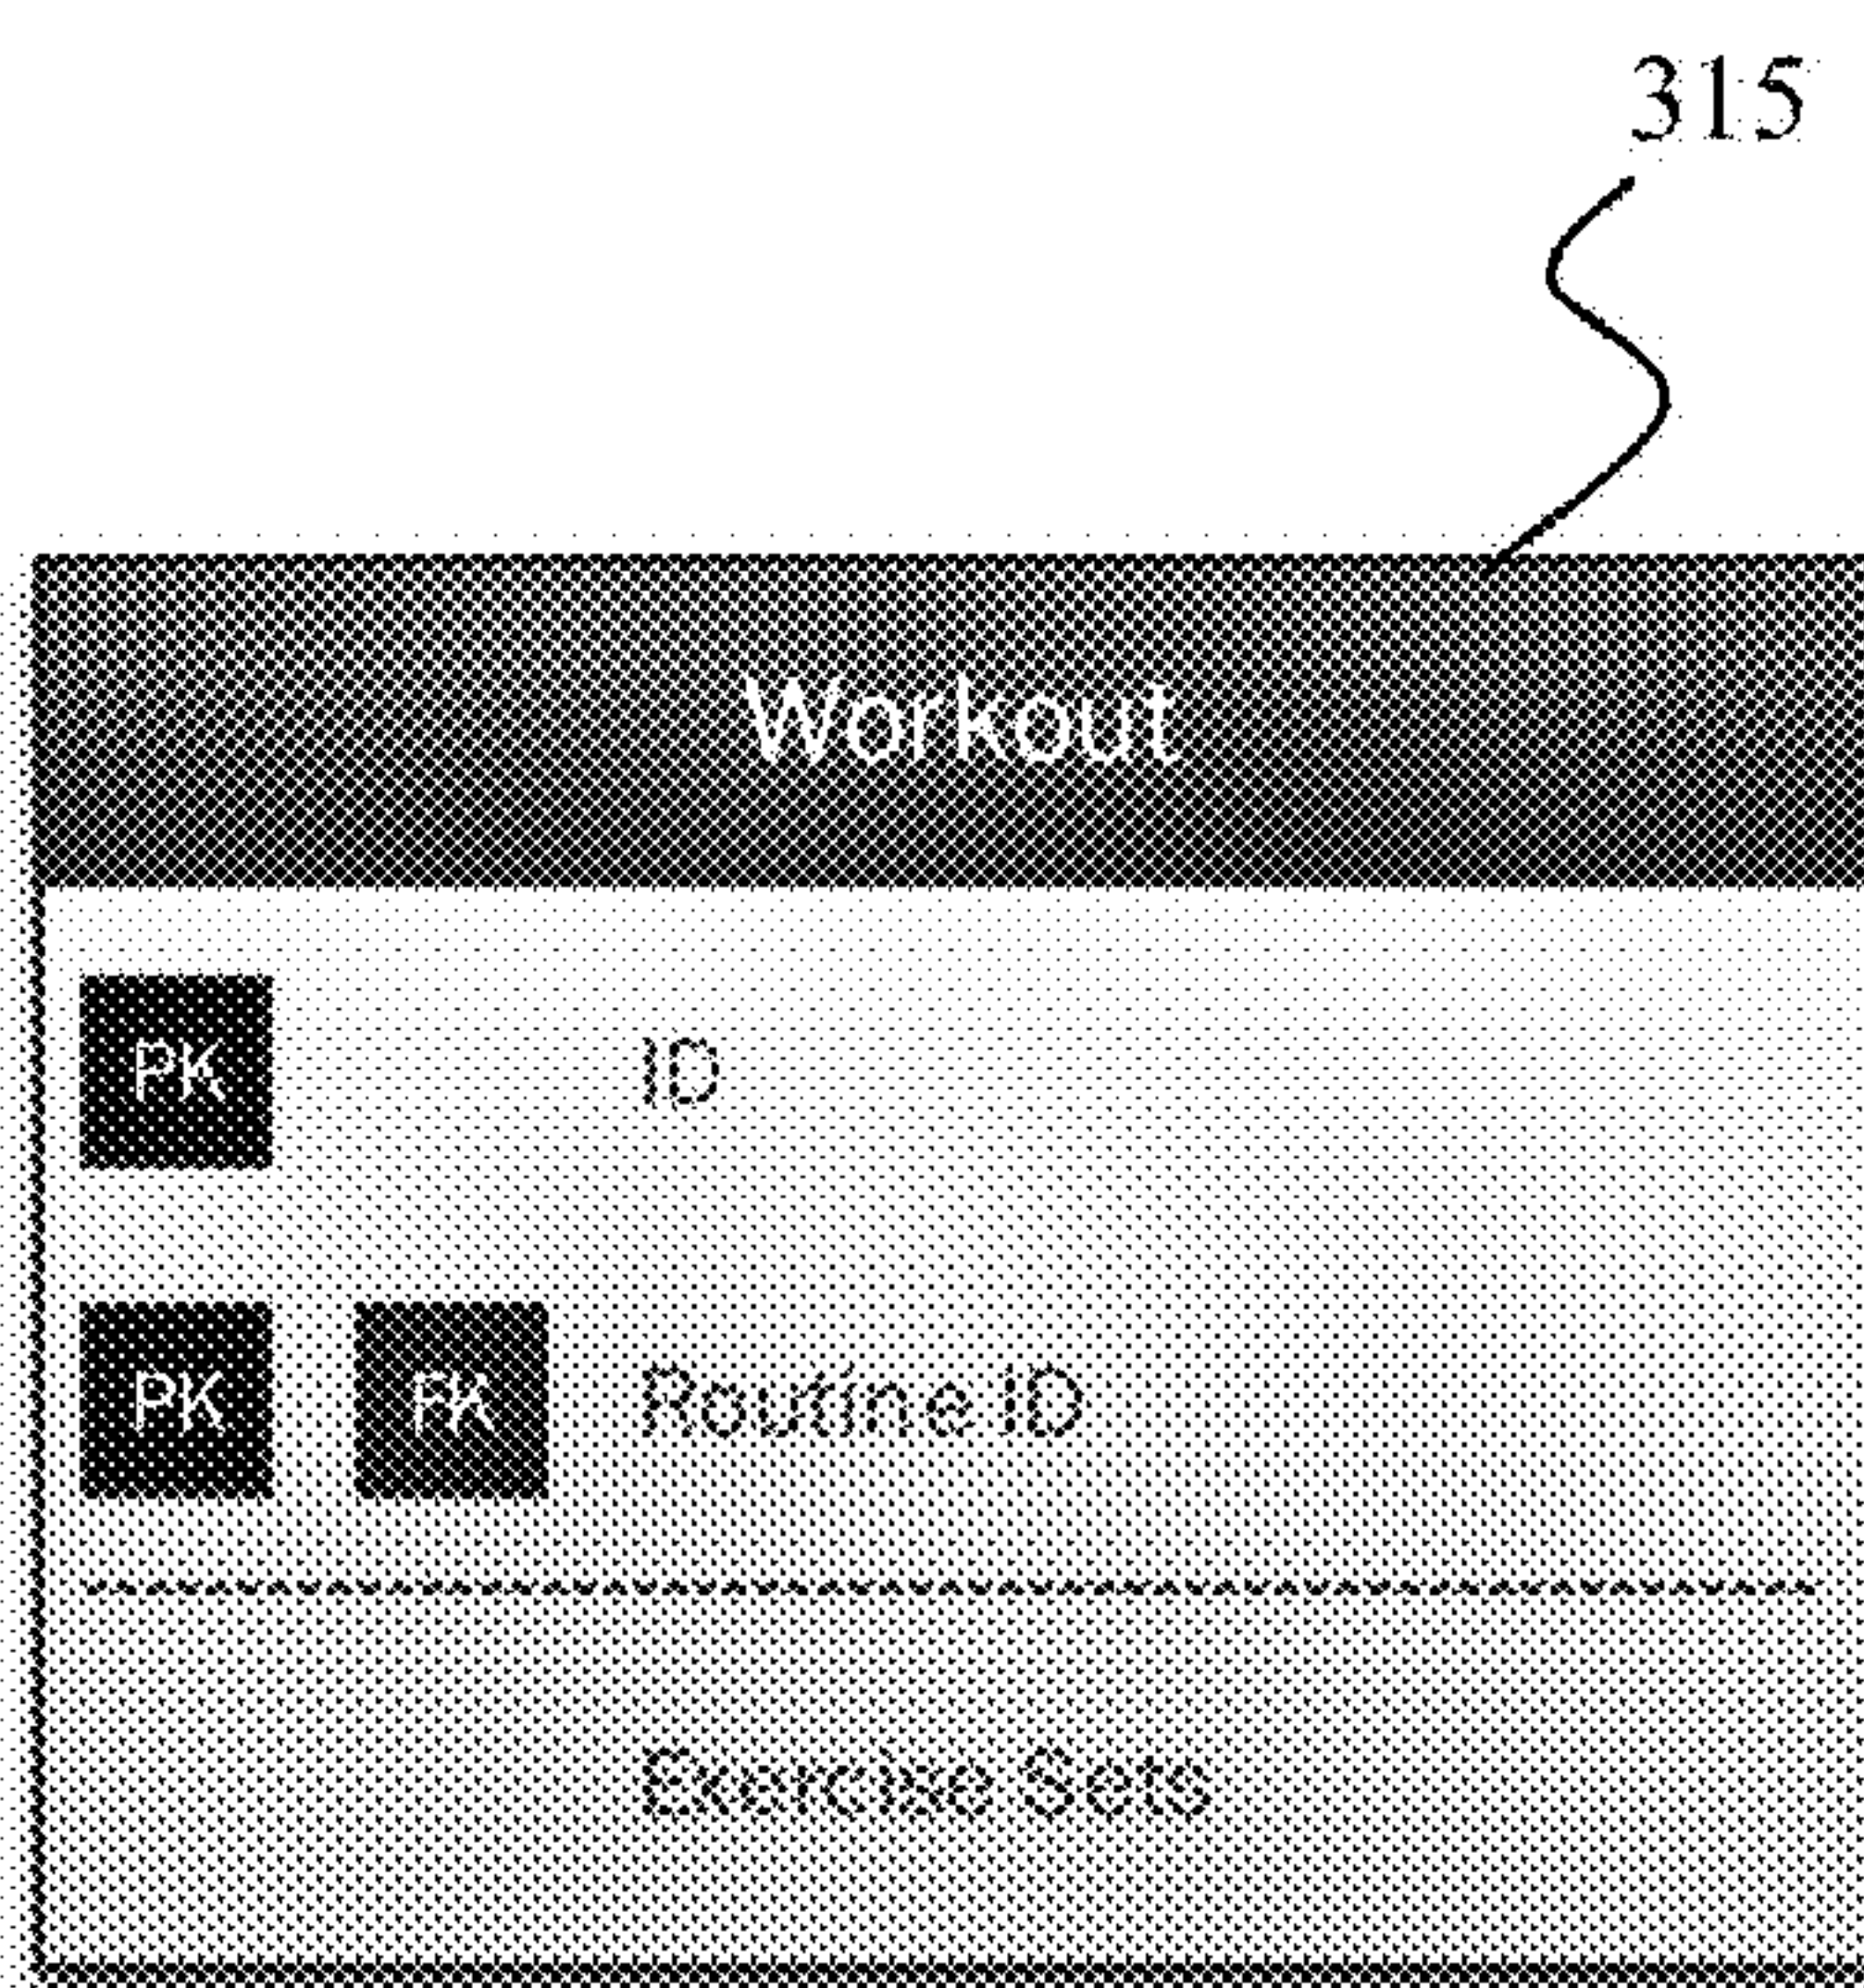 315
Workout
PK ID
PK FK Routine ID
Exercise Sets